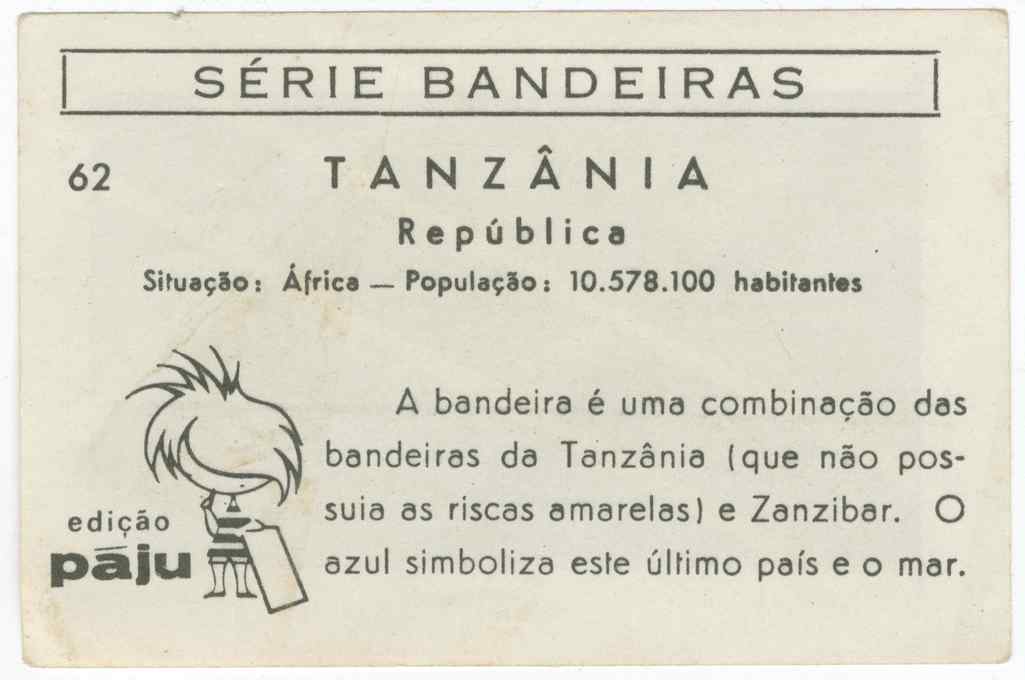 SÉRIE BANDEIRAS
62
TANZÂNIA
República
Situação: África — População: 10.578.100 habitantes
A bandeira é uma combinação das
bandeiras da Tanzânia (que não pos-
suia as riscas amarelas) e Zanzibar. O
azul simboliza este último país e o mar.
edição
pāju